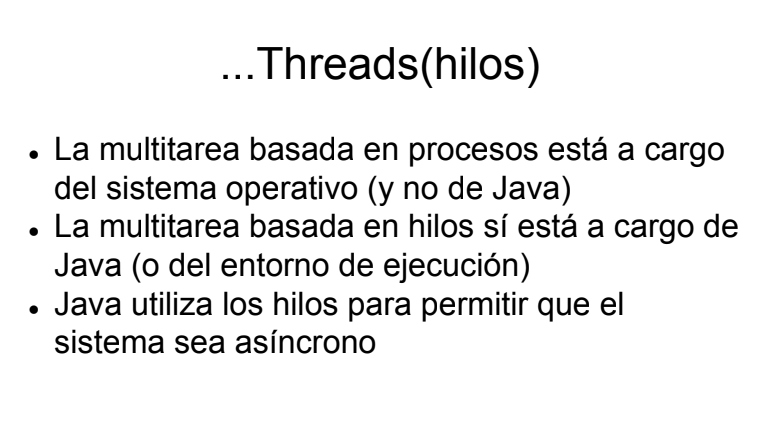 ...Threads(hilos)
● La multitarea basada en procesos está a cargo
del sistema operativo (y no de Java)
● La multitarea basada en hilos sí está a cargo de
Java (o del entorno de ejecución)
● Java utiliza los hilos para permitir que el
sistema sea asíncrono